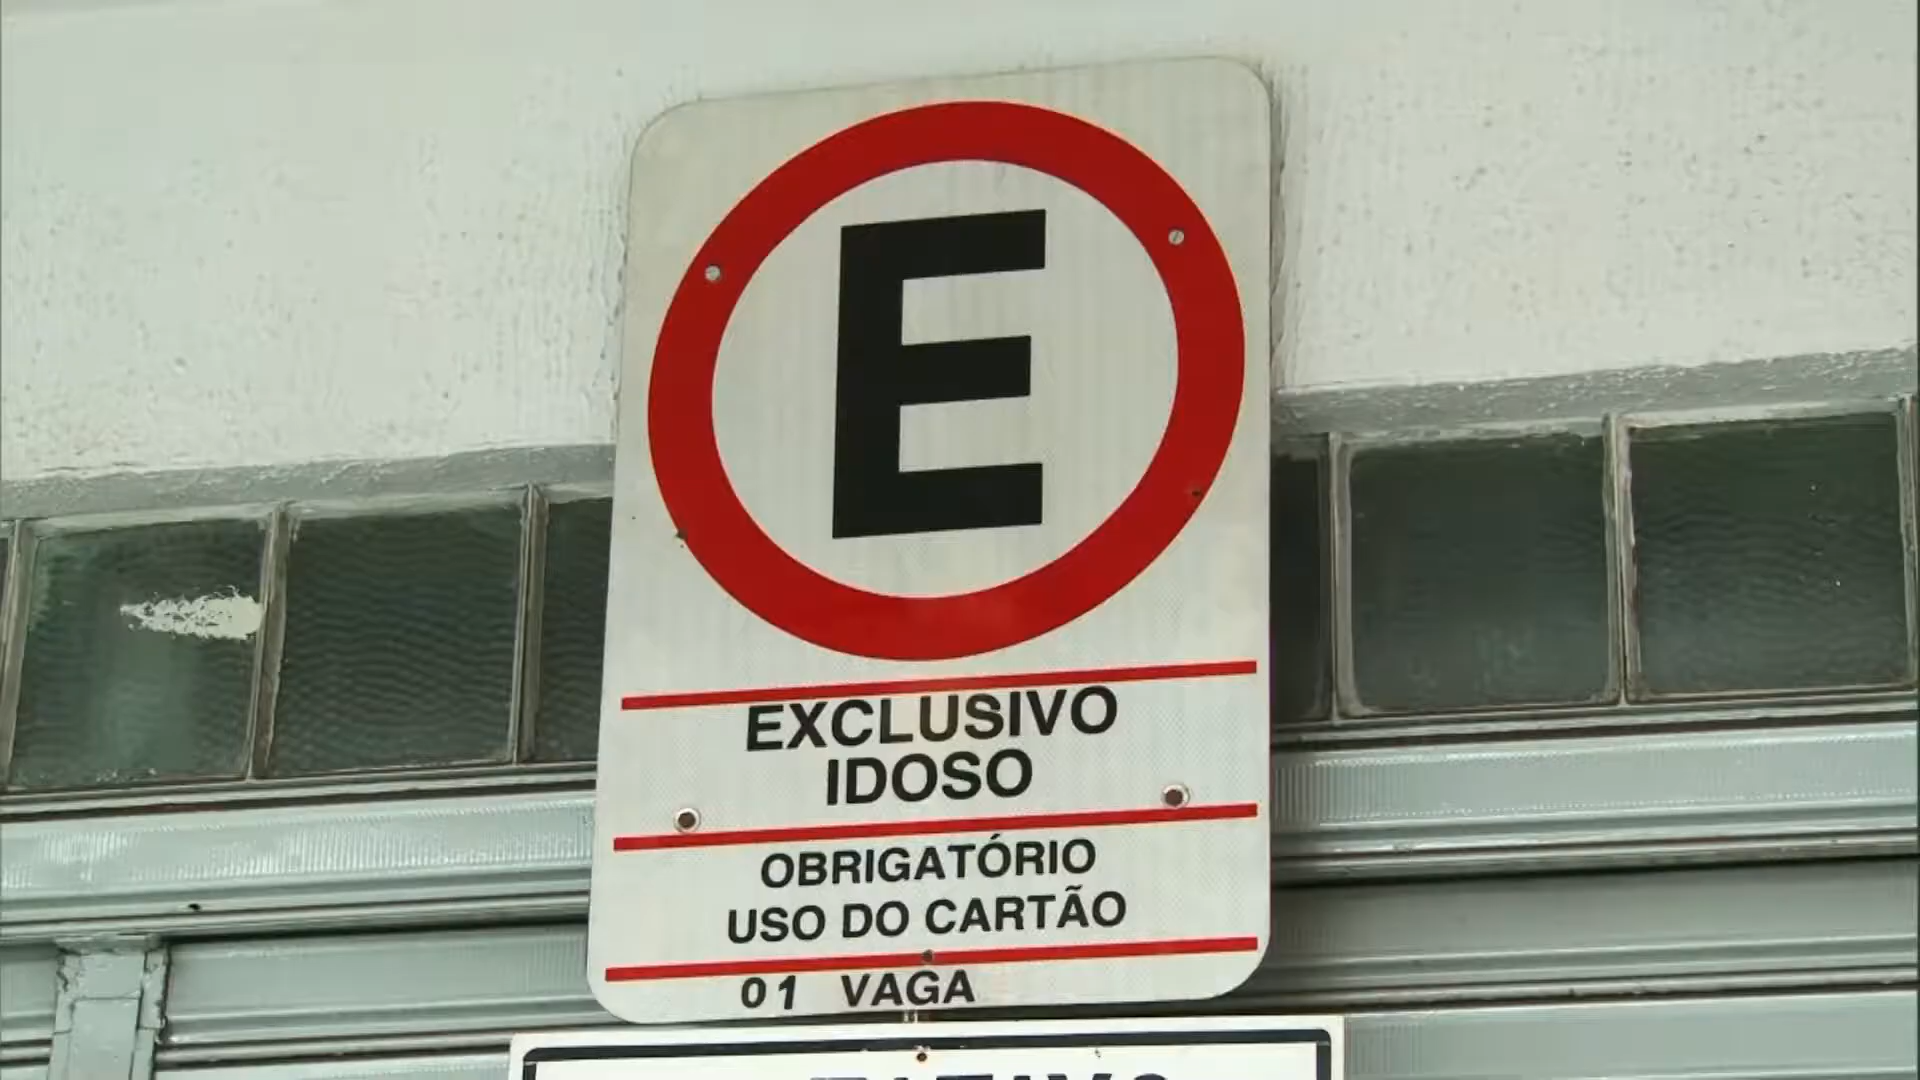 E
EXCLUSIVO
IDOSO
OBRIGATÓRIO
USO DO CARTÃO
01 VAGA